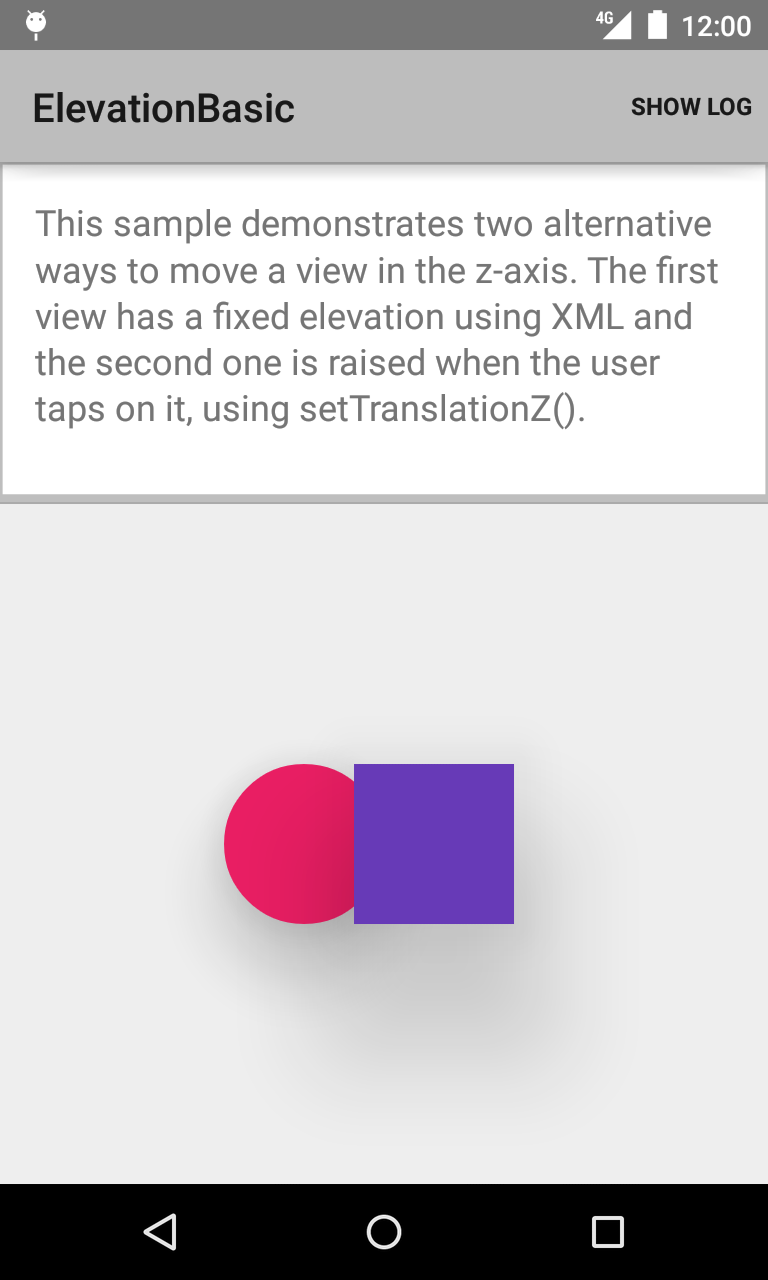 4G 12:00
ElevationBasic SHOW LOG
This sample demonstrates two alternative
ways to move a view in the z-axis. The first
view has a fixed elevation using XML and
the second one is raised when the user
taps on it, using setTranslationZ().